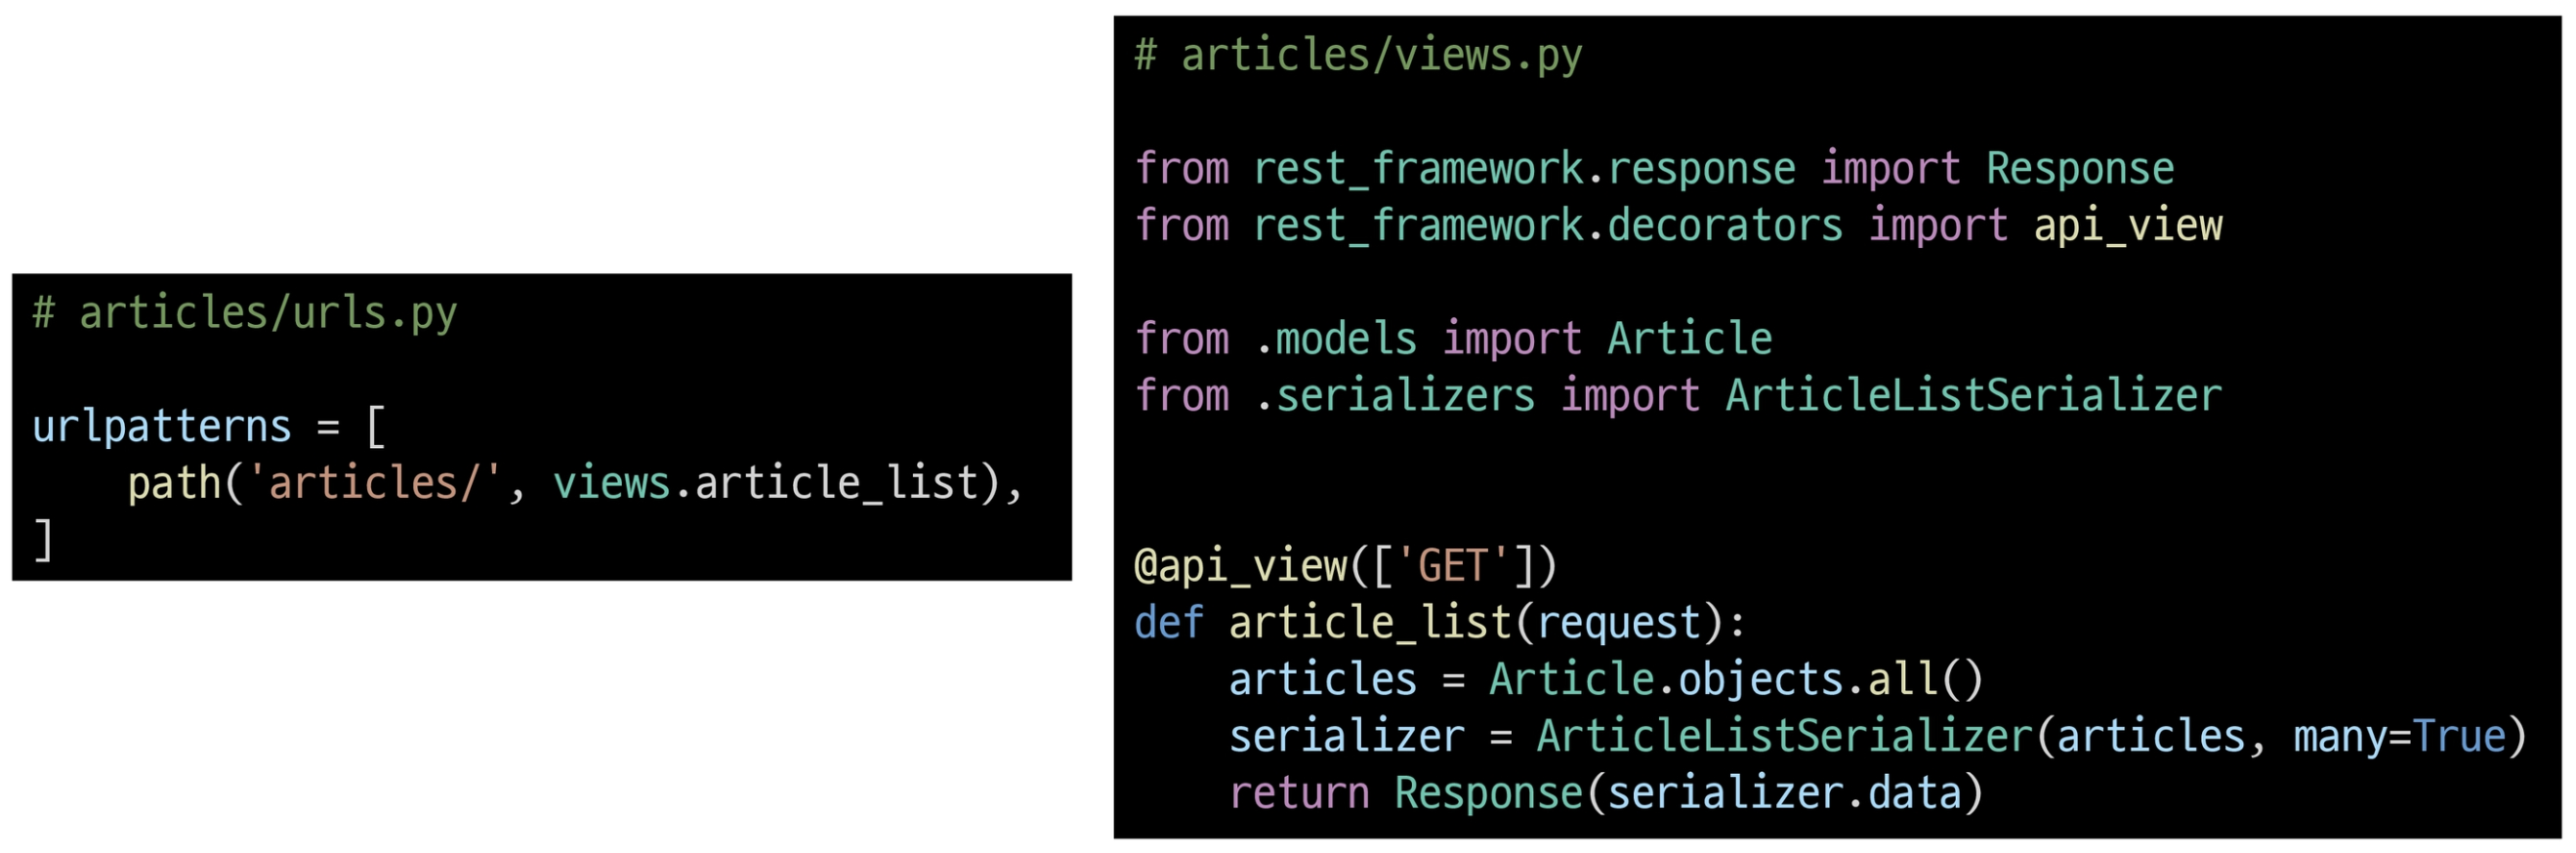 # articles/urls.py
urlpatterns = [
    path('articles/', views.article_list),
]
# articles/views.py
from rest_framework.response import Response
from rest_framework.decorators import api_view
from .models import Article
from .serializers import ArticleListSerializer
@api_view(['GET'])
def article_list(request):
    articles = Article.objects.all()
    serializer = ArticleListSerializer(articles, many=True)
    return Response(serializer.data)